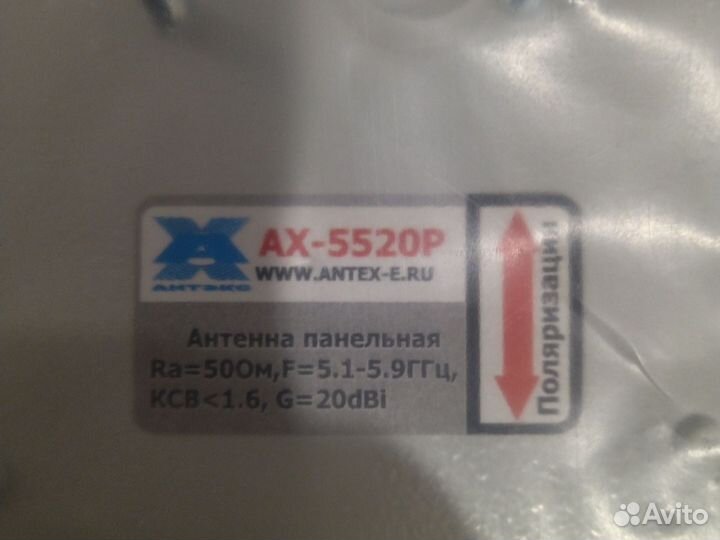 AX-5520P
WWW.ANTEX-E.RU
АНТЭКС
Антенна панельная
Ra=50Ом,F=5.1-5.9ГГц,
КСВ<1.6, G=20dBi
Поляризация
Avito